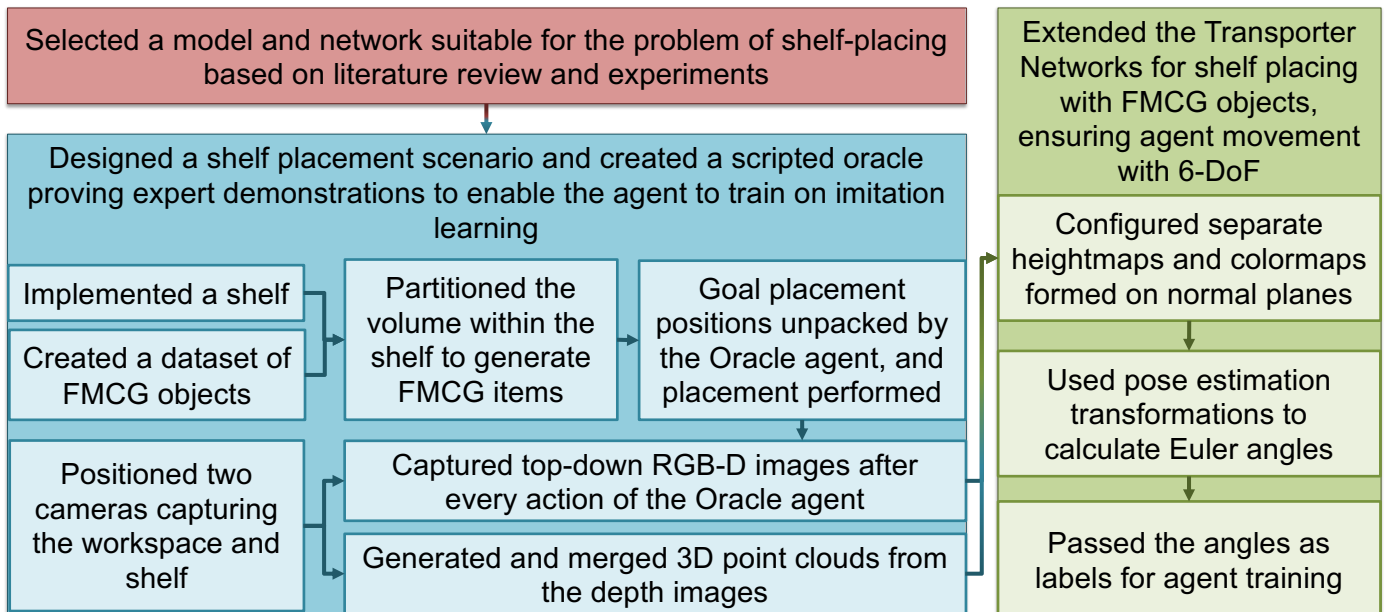 Selected a model and network suitable for the problem of shelf-placing
based on literature review and experiments
Designed a shelf placement scenario and created a scripted oracle
proving expert demonstrations to enable the agent to train on imitation
learning
Implemented a shelf
Created a dataset of
FMCG objects
Partitioned the
volume within the
shelf to generate
FMCG items
Goal placement
positions unpacked by
the Oracle agent, and
placement performed
Positioned two
cameras capturing
the workspace and
shelf
Captured top-down RGB-D images after
every action of the Oracle agent
Generated and merged 3D point clouds from
the depth images
Extended the Transporter
Networks for shelf placing
with FMCG objects,
ensuring agent movement
with 6-DoF
Configured separate
heightmaps and colormaps
formed on normal planes
Used pose estimation
transformations to
calculate Euler angles
Passed the angles as
labels for agent training